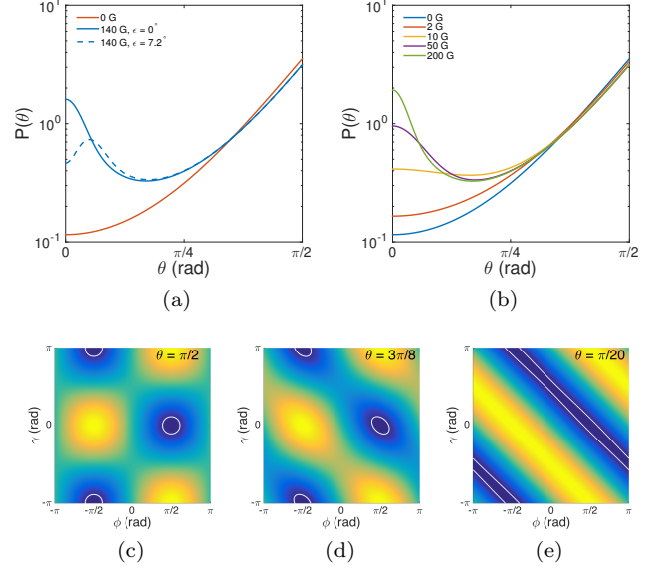 10^1
10^0
10^-1
P(θ)
0 G
140 G, ϵ = 0°
140 G, ϵ = 7.2°
0
π/4
π/2
θ (rad)
(a)
10^1
10^0
10^-1
P(θ)
0 G
2 G
10 G
50 G
200 G
0
π/4
π/2
θ (rad)
(b)
θ = π/2
π
0
-π
γ (rad)
-π -π/2 0 π/2 π
ϕ (rad)
(c)
θ = 3π/8
π
0
-π
γ (rad)
-π -π/2 0 π/2 π
ϕ (rad)
(d)
θ = π/20
π
0
-π
γ (rad)
-π -π/2 0 π/2 π
ϕ (rad)
(e)